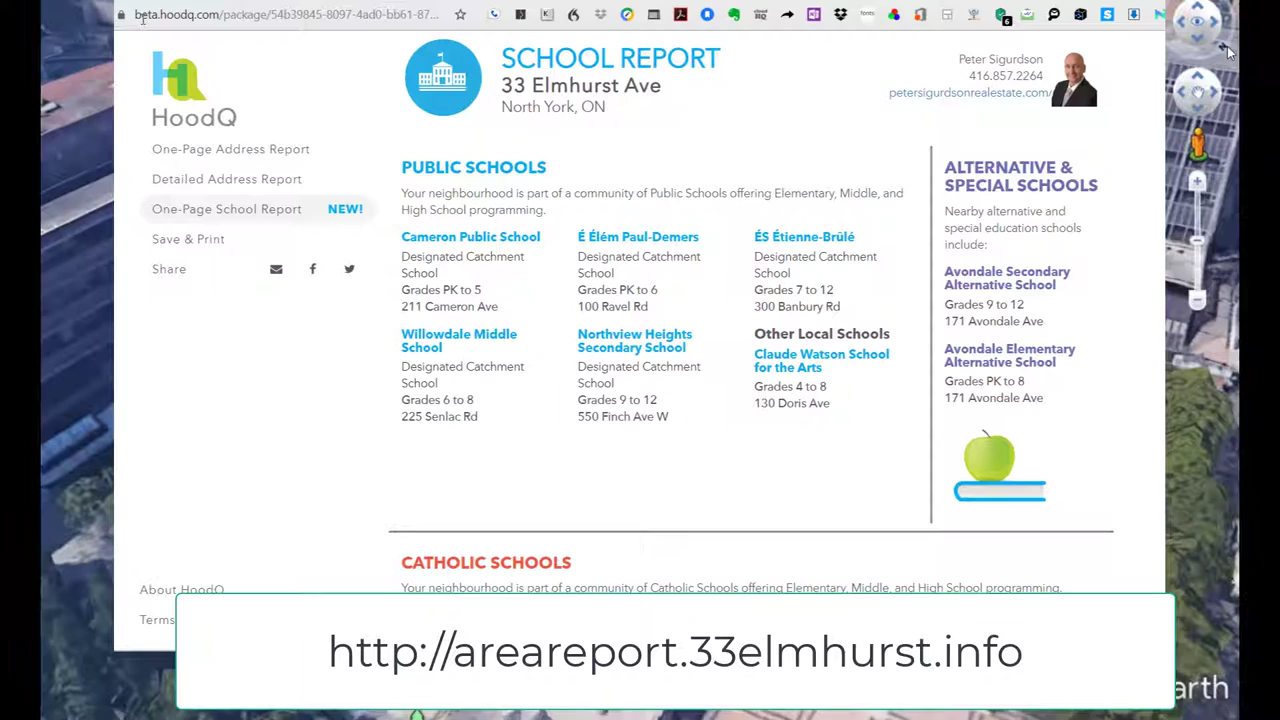 beta.hoodq.com/package/54b39845-8097-4ad0-bb61-87...
SCHOOL REPORT
33 Elmhurst Ave
North York, ON
Peter Sigurdson
416.857.2264
petersigurdsonrealestate.com/
HoodQ
One-Page Address Report
Detailed Address Report
One-Page School Report NEW!
Save & Print
Share
PUBLIC SCHOOLS
Your neighbourhood is part of a community of Public Schools offering Elementary, Middle, and
High School programming.
Cameron Public School
Designated Catchment
School
Grades PK to 5
211 Cameron Ave
É Élém Paul-Demers
Designated Catchment
School
Grades PK to 6
100 Ravel Rd
ÉS Étienne-Brûlé
Designated Catchment
School
Grades 7 to 12
300 Banbury Rd
Willowdale Middle
School
Designated Catchment
School
Grades 6 to 8
225 Senlac Rd
Northview Heights
Secondary School
Designated Catchment
School
Grades 9 to 12
550 Finch Ave W
Other Local Schools
Claude Watson School
for the Arts
Grades 4 to 8
130 Doris Ave
ALTERNATIVE &
SPECIAL SCHOOLS
Nearby alternative and
special education schools
include:
Avondale Secondary
Alternative School
Grades 9 to 12
171 Avondale Ave
Avondale Elementary
Alternative School
Grades PK to 8
171 Avondale Ave
CATHOLIC SCHOOLS
Your neighbourhood is part of a community of Catholic Schools offering Elementary, Middle, and High School programming.
About HoodQ
Terms
http://areareport.33elmhurst.info
arth